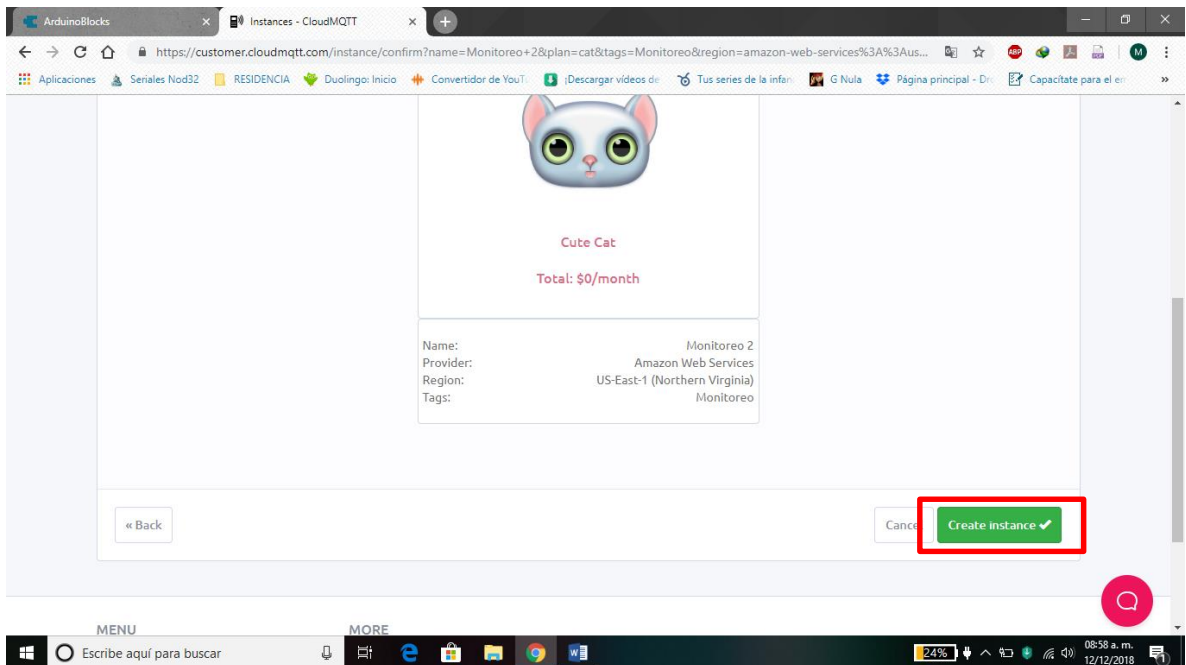 ArduinoBlocks
Instances - CloudMQTT
https://customer.cloudmqtt.com/instance/confirm?name=Monitoreo+2&plan=cat&tags=Monitoreo&region=amazon-web-services%3A%3Aus...
ABP
M
Aplicaciones
Seriales Nod32
RESIDENCIA
Duolingo: Inicio
Convertidor de YouT
¡Descargar vídeos de
Tus series de la infan
G Nula
Página principal - Dr
Capacítate para el em
»
Cute Cat
Total: $0/month
Name: Monitoreo 2
Provider: Amazon Web Services
Region: US-East-1 (Northern Virginia)
Tags: Monitoreo
« Back
Cance
Create instance
MENU
MORE
Escribe aquí para buscar
24%
08:58 a. m.
12/12/2018